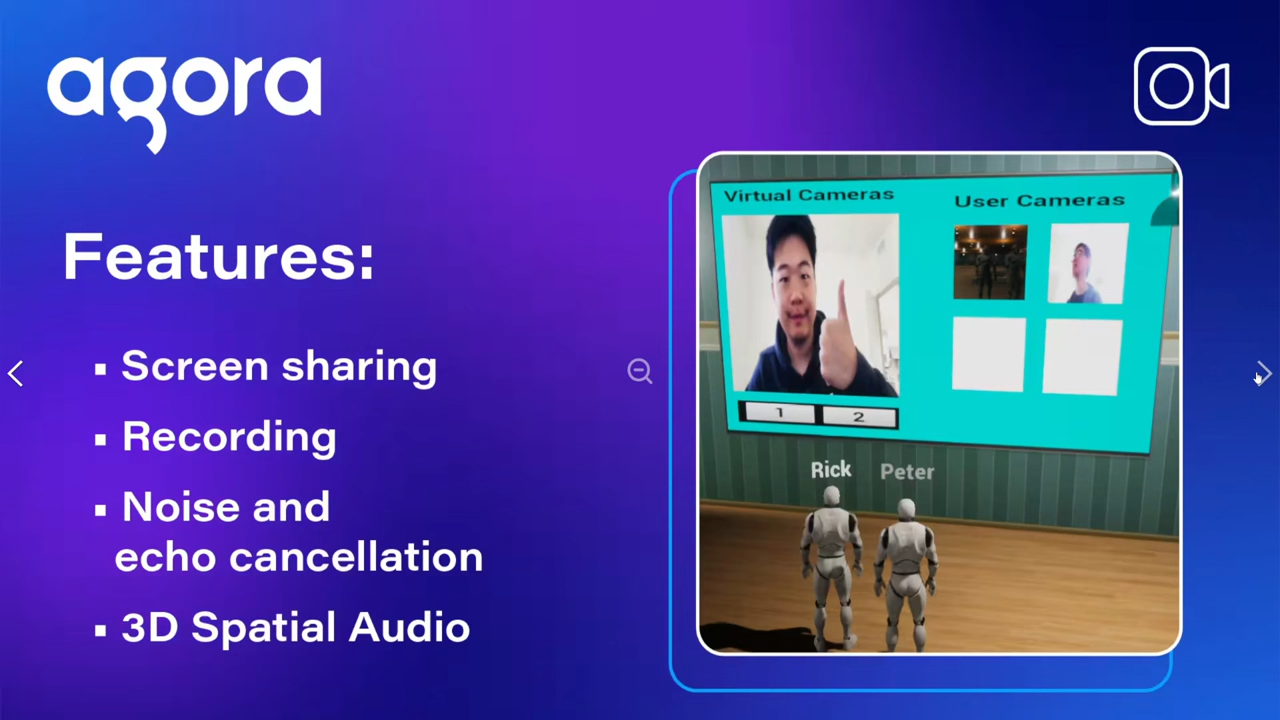 agora
Features:
▪ Screen sharing
▪ Recording
▪ Noise and
echo cancellation
▪ 3D Spatial Audio
Virtual Cameras
User Cameras
1 2
Rick Peter